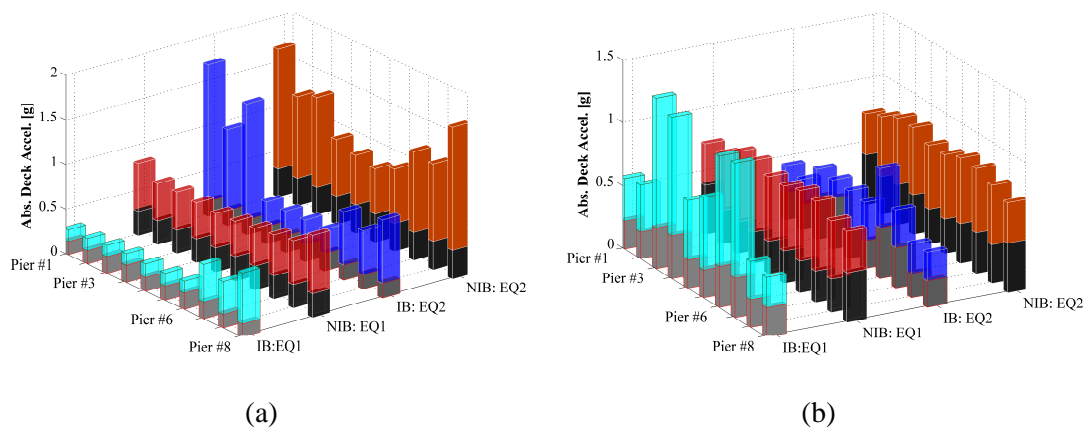 Abs. Deck Accel. [g]
2
1.5
1
0.5
0
Pier #1
Pier #3
Pier #6
Pier #8
IB:EQ1
NIB: EQ1
IB: EQ2
NIB: EQ2
(a)
Abs. Deck Accel. [g]
1.5
1
0.5
0
Pier #1
Pier #3
Pier #6
Pier #8
IB:EQ1
NIB: EQ1
IB: EQ2
NIB: EQ2
(b)